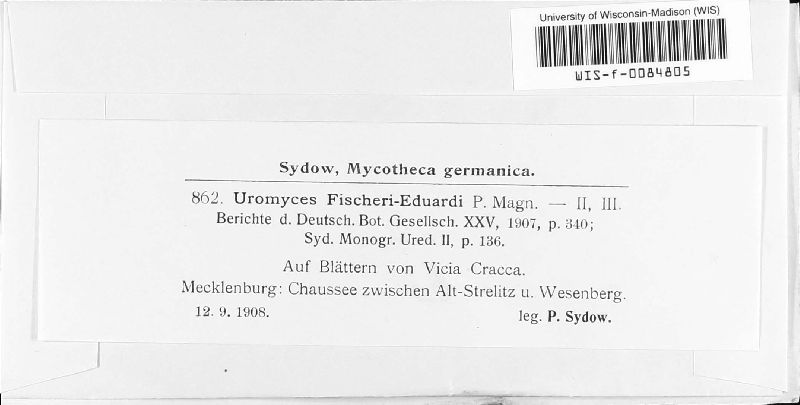 University of Wisconsin-Madison (WIS)
WIS-f-0084805
Sydow, Mycotheca germanica.
862. Uromyces Fischeri-Eduardi P. Magn. — II, III.
Berichte d. Deutsch. Bot. Gesellsch. XXV, 1907, p. 340;
Syd. Monogr. Ured. II, p. 136.
Auf Blättern von Vicia Cracca.
Mecklenburg: Chaussee zwischen Alt-Strelitz u. Wesenberg.
12. 9. 1908. leg. P. Sydow.